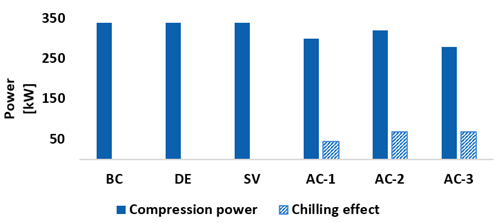 Power
[kW]
350
250
150
50
BC DE SV AC-1 AC-2 AC-3
Compression power Chilling effect